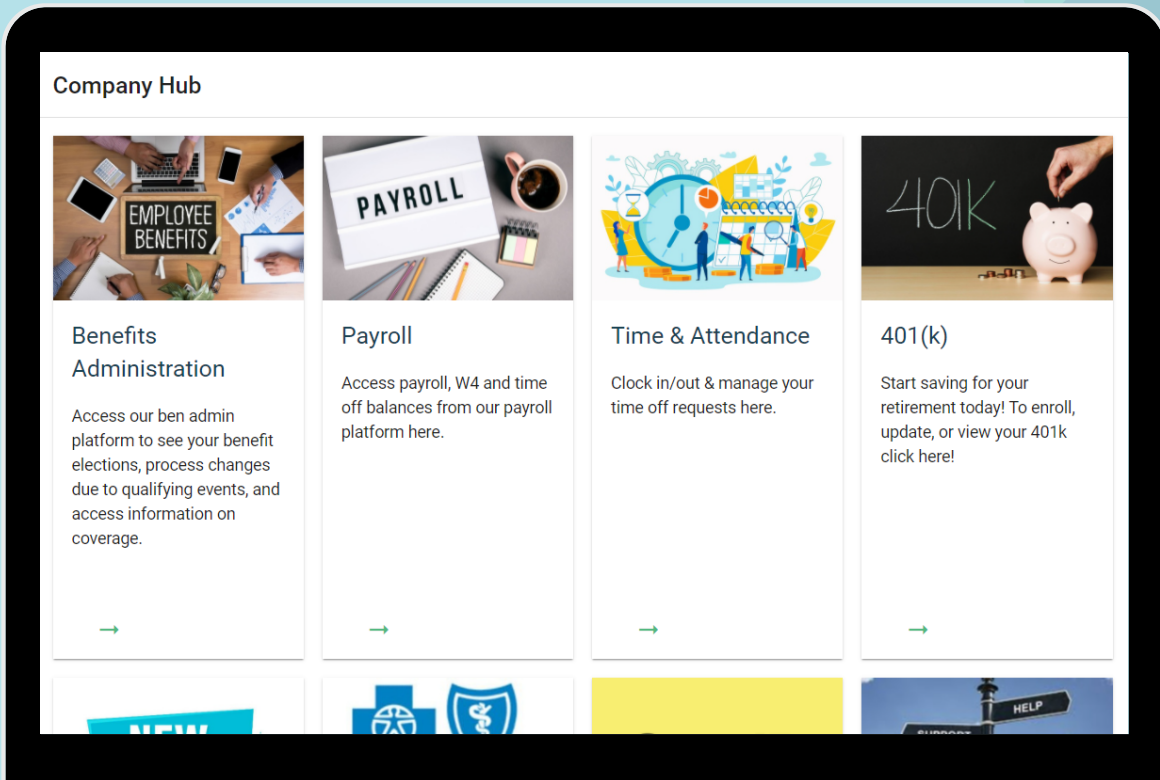 Company Hub
EMPLOYEE
BENEFITS
PAYROLL
401K
Benefits
Administration
Access our ben admin
platform to see your benefit
elections, process changes
due to qualifying events, and
access information on
coverage.
Payroll
Access payroll, W4 and time
off balances from our payroll
platform here.
Time & Attendance
Clock in/out & manage your
time off requests here.
401(k)
Start saving for your
retirement today! To enroll,
update, or view your 401k
click here!
NEW
HELP
SUPPORT